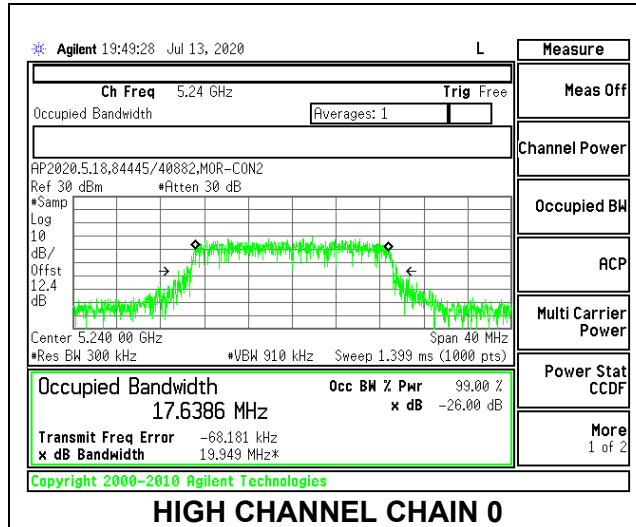 Agilent 19:49:28 Jul 13, 2020 L Measure
Ch Freq 5.24 GHz Trig Free Meas Off
Occupied Bandwidth Averages: 1
Channel Power
AP2020.5.18,84445/40882,MOR-CON2
Ref 30 dBm #Atten 30 dB
#Samp
Occupied BW
Log
10
dB/
Offst
ACP
12.4
dB
Multi Carrier
Power
Center 5.240 00 GHz Span 40 MHz
#Res BW 300 kHz #VBW 910 kHz Sweep 1.399 ms (1000 pts)
Power Stat
CCDF
Occupied Bandwidth Occ BW % Pwr 99.00 %
17.6386 MHz x dB -26.00 dB
Transmit Freq Error -68.181 kHz
x dB Bandwidth 19.949 MHz*
More
1 of 2
Copyright 2000-2010 Agilent Technologies
HIGH CHANNEL CHAIN 0